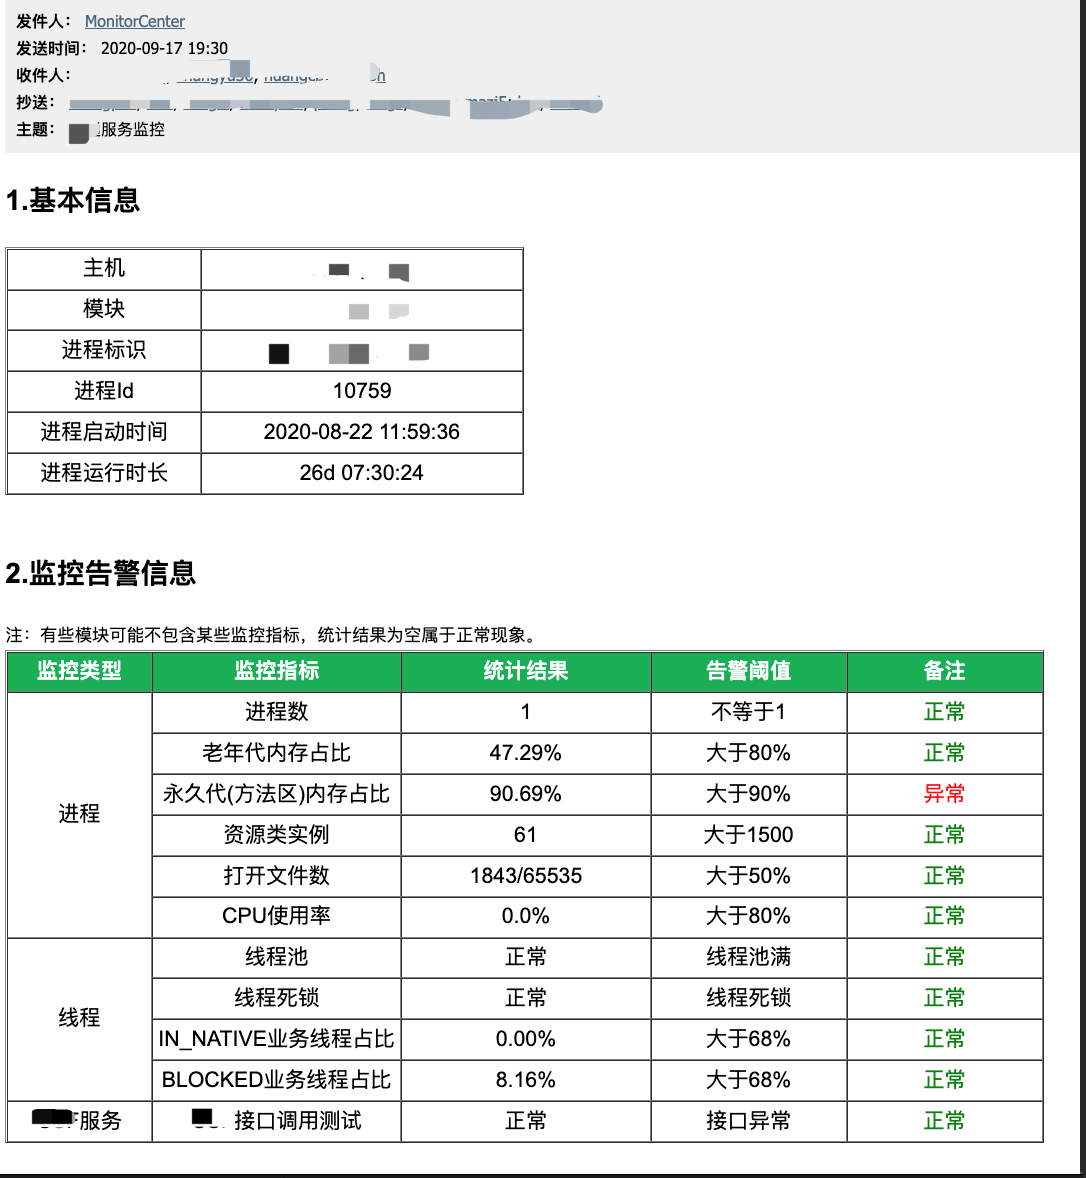 发件人： MonitorCenter
发送时间： 2020-09-17 19:30
收件人：
抄送：
主题： 服务监控
1.基本信息
主机
模块
进程标识
进程Id 10759
进程启动时间 2020-08-22 11:59:36
进程运行时长 26d 07:30:24
2.监控告警信息
注：有些模块可能不包含某些监控指标，统计结果为空属于正常现象。
监控类型 监控指标 统计结果 告警阈值 备注
进程
进程数 1 不等于1 正常
老年代内存占比 47.29% 大于80% 正常
永久代(方法区)内存占比 90.69% 大于90% 异常
资源类实例 61 大于1500 正常
打开文件数 1843/65535 大于50% 正常
CPU使用率 0.0% 大于80% 正常
线程
线程池 正常 线程池满 正常
线程死锁 正常 线程死锁 正常
IN_NATIVE业务线程占比 0.00% 大于68% 正常
BLOCKED业务线程占比 8.16% 大于68% 正常
服务 接口调用测试 正常 接口异常 正常